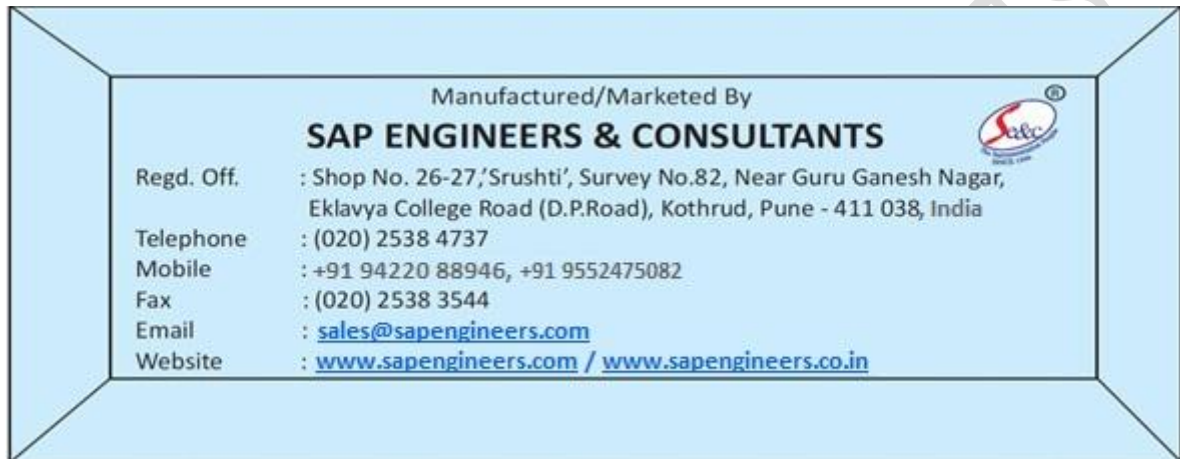 Manufactured/Marketed By
SAP ENGINEERS & CONSULTANTS
®
Se&c
Regd. Off. : Shop No. 26-27,'Srushti', Survey No.82, Near Guru Ganesh Nagar,
Eklavya College Road (D.P.Road), Kothrud, Pune - 411 038, India
Telephone : (020) 2538 4737
Mobile : +91 94220 88946, +91 9552475082
Fax : (020) 2538 3544
Email : sales@sapengineers.com
Website : www.sapengineers.com / www.sapengineers.co.in